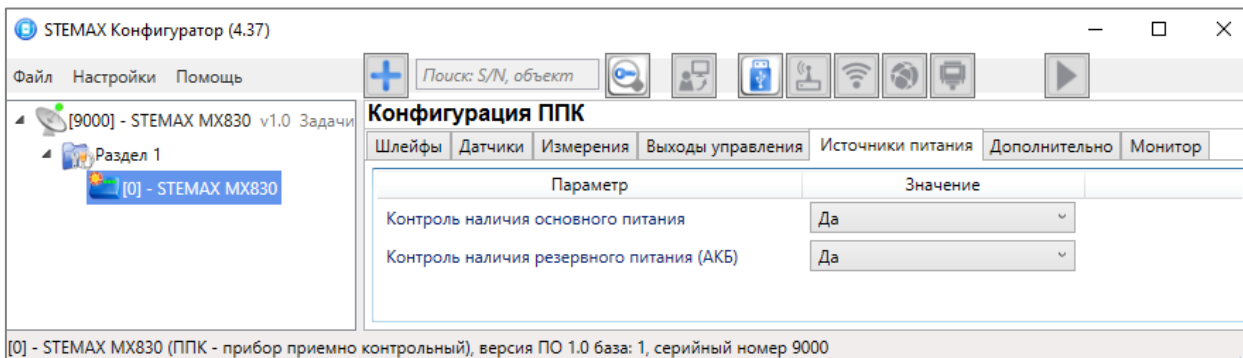 STEMAX Конфигуратор (4.37)
Файл Настройки Помощь
Поиск: S/N, объект
[9000] - STEMAX MX830 v1.0 Задачи
Раздел 1
[0] - STEMAX MX830
Конфигурация ППК
Шлейфы Датчики Измерения Выходы управления Источники питания Дополнительно Монитор
Параметр Значение
Контроль наличия основного питания Да
Контроль наличия резервного питания (АКБ) Да
[0] - STEMAX MX830 (ППК - прибор приемно контрольный), версия ПО 1.0 база: 1, серийный номер 9000